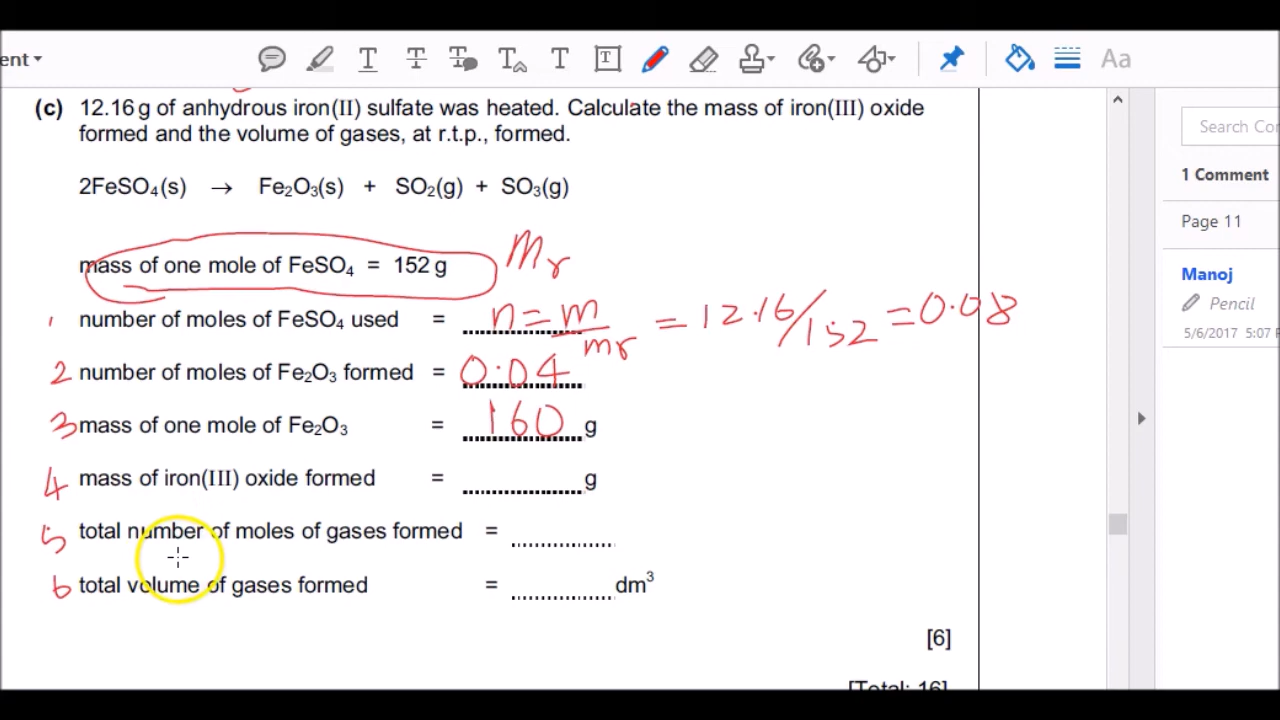 ent
T T T T T Aa
(c) 12.16 g of anhydrous iron(II) sulfate was heated. Calculate the mass of iron(III) oxide
formed and the volume of gases, at r.t.p., formed.
2FeSO₄(s) → Fe₂O₃(s) + SO₂(g) + SO₃(g)
mass of one mole of FeSO₄ = 152 g Mr
1 number of moles of FeSO₄ used = n = m/mr = 12.16/152 = 0.08
2 number of moles of Fe₂O₃ formed = 0.04
3 mass of one mole of Fe₂O₃ = 160 g
4 mass of iron(III) oxide formed = .................... g
5 total number of moles of gases formed = ..................
6 total volume of gases formed = .................. dm³
[6]
[Total: 16]
Search Co
1 Comment
Page 11
Manoj
Pencil
5/6/2017 5:07 P